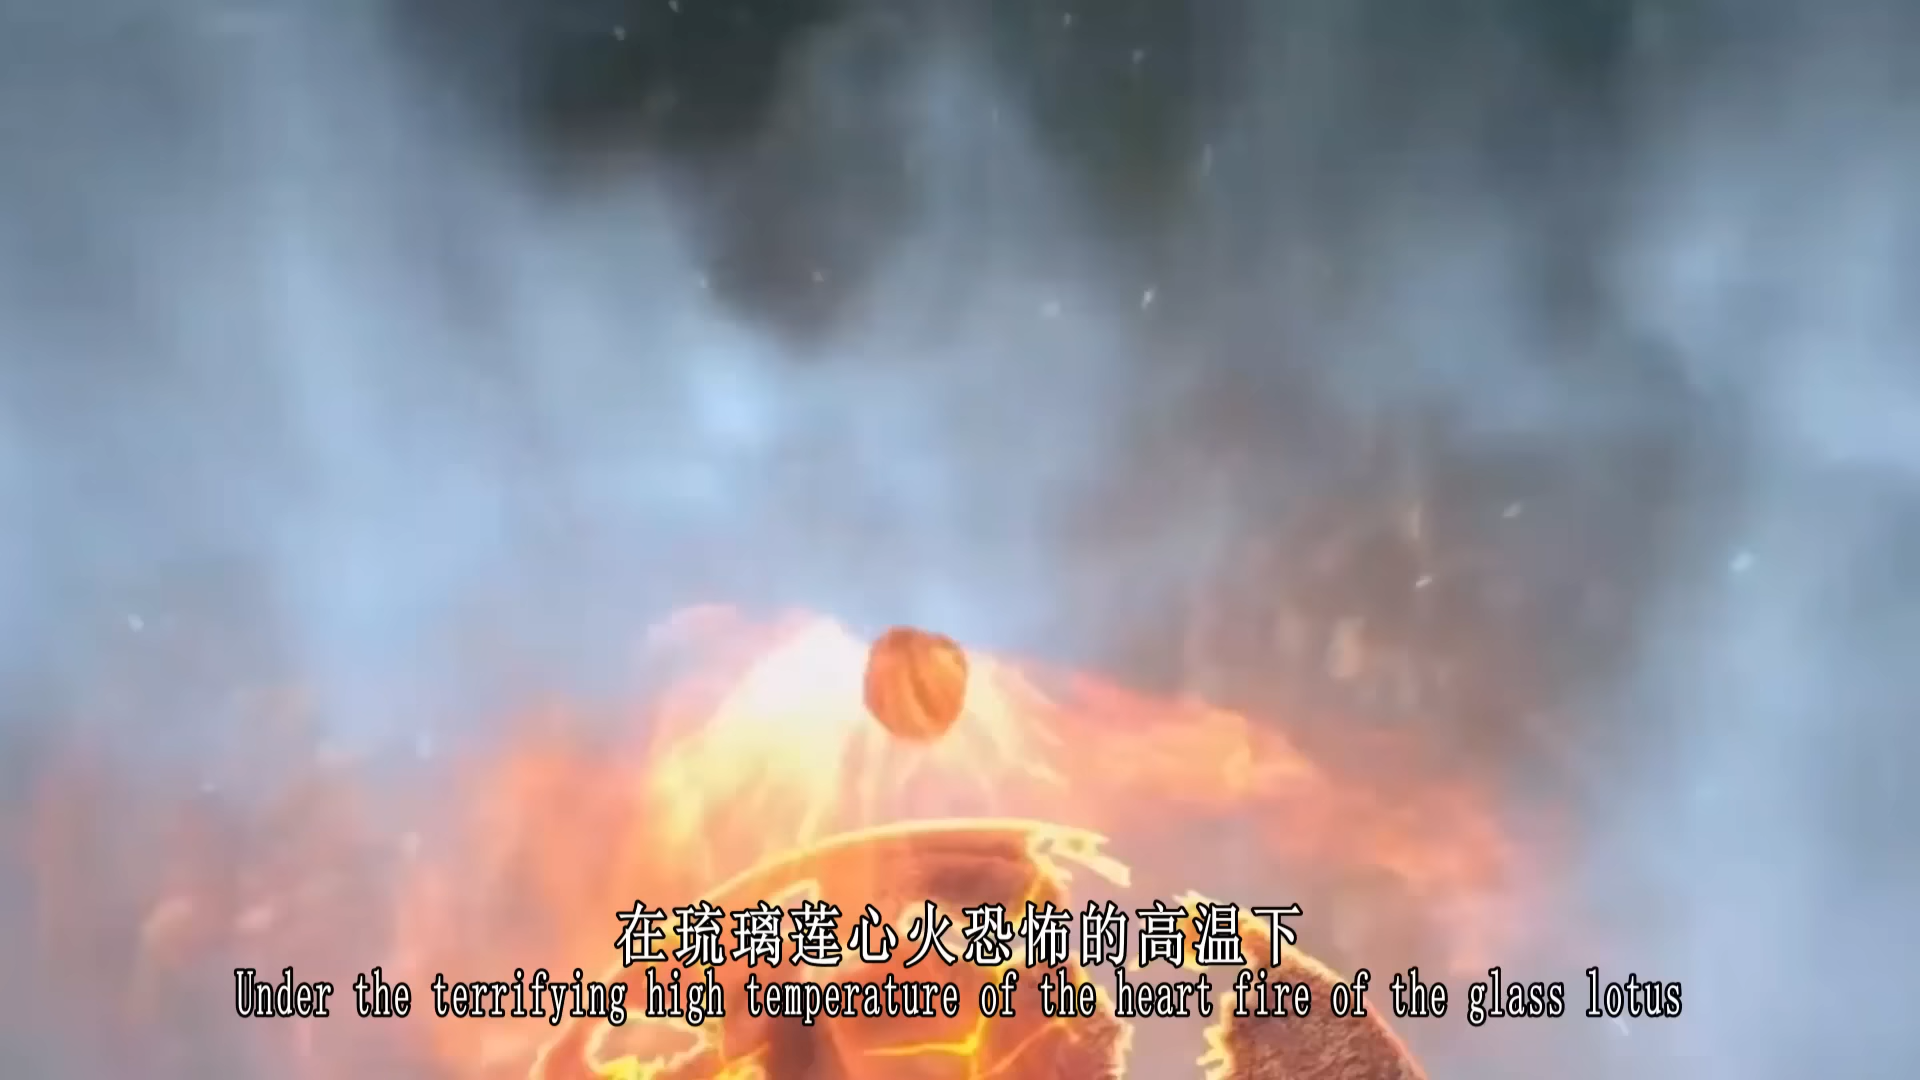 在琉璃莲心火恐怖的高温下
Under the terrifying high temperature of the heart fire of the glass lotus